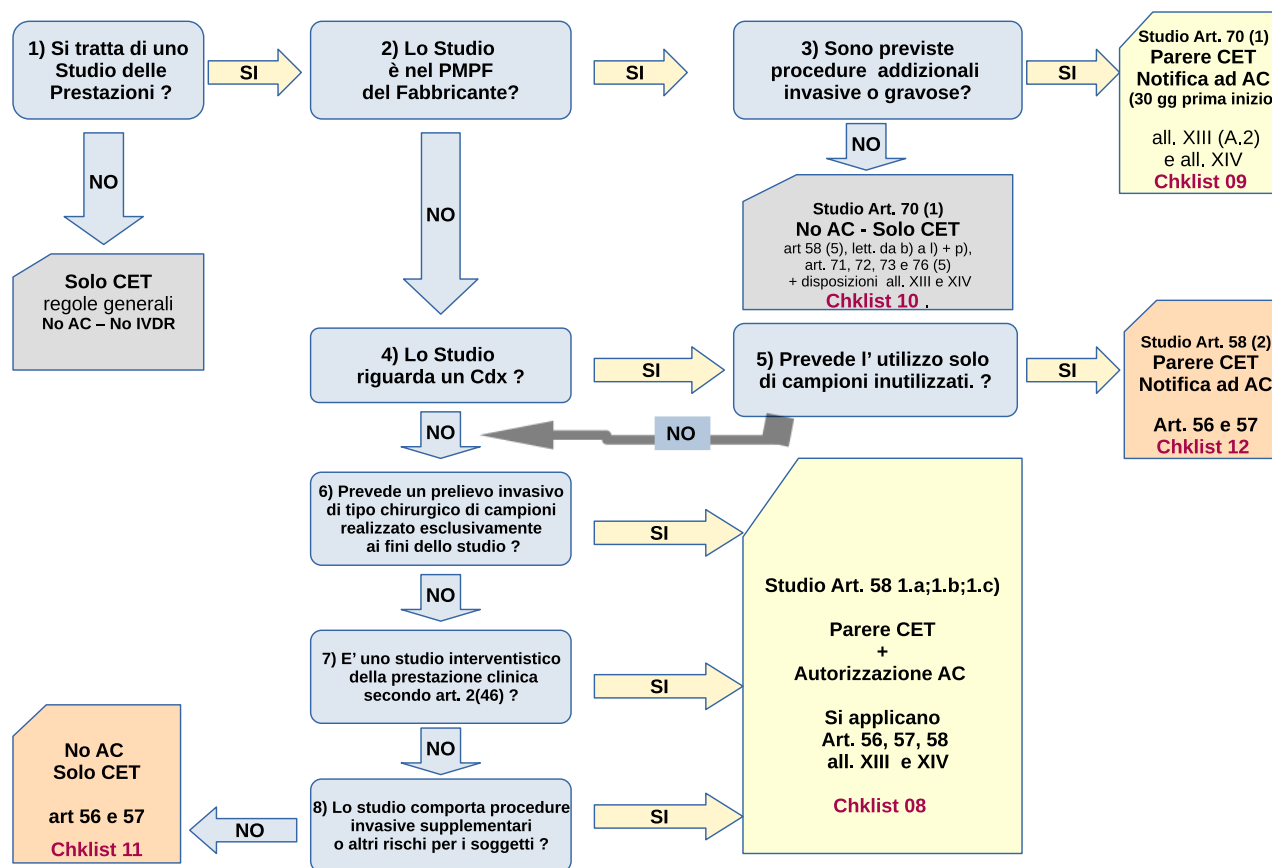 1) Si tratta di uno
Studio delle
Prestazioni ?
SI
2) Lo Studio
è nel PMPF
del Fabbricante?
SI
3) Sono previste
procedure addizionali
invasive o gravose?
SI
Studio Art. 70 (1)
Parere CET
Notifica ad AC
(30 gg prima inizio
all. XIII (A.2)
e all. XIV
Chklist 09
NO
NO
NO
Solo CET
regole generali
No AC – No IVDR
Studio Art. 70 (1)
No AC - Solo CET
art 58 (5), lett. da b) a l) + p),
art. 71, 72, 73 e 76 (5)
+ disposizioni all. XIII e XIV
Chklist 10 .
4) Lo Studio
riguarda un Cdx ?
SI
5) Prevede l' utilizzo solo
di campioni inutilizzati. ?
SI
Studio Art. 58 (2)
Parere CET
Notifica ad AC
Art. 56 e 57
Chklist 12
NO
NO
6) Prevede un prelievo invasivo
di tipo chirurgico di campioni
realizzato esclusivamente
ai fini dello studio ?
SI
NO
7) E' uno studio interventistico
della prestazione clinica
secondo art. 2(46) ?
SI
NO
8) Lo studio comporta procedure
invasive supplementari
o altri rischi per i soggetti ?
SI
NO
Studio Art. 58 1.a;1.b;1.c)
Parere CET
+
Autorizzazione AC
Si applicano
Art. 56, 57, 58
all. XIII e XIV
Chklist 08
No AC
Solo CET
art 56 e 57
Chklist 11